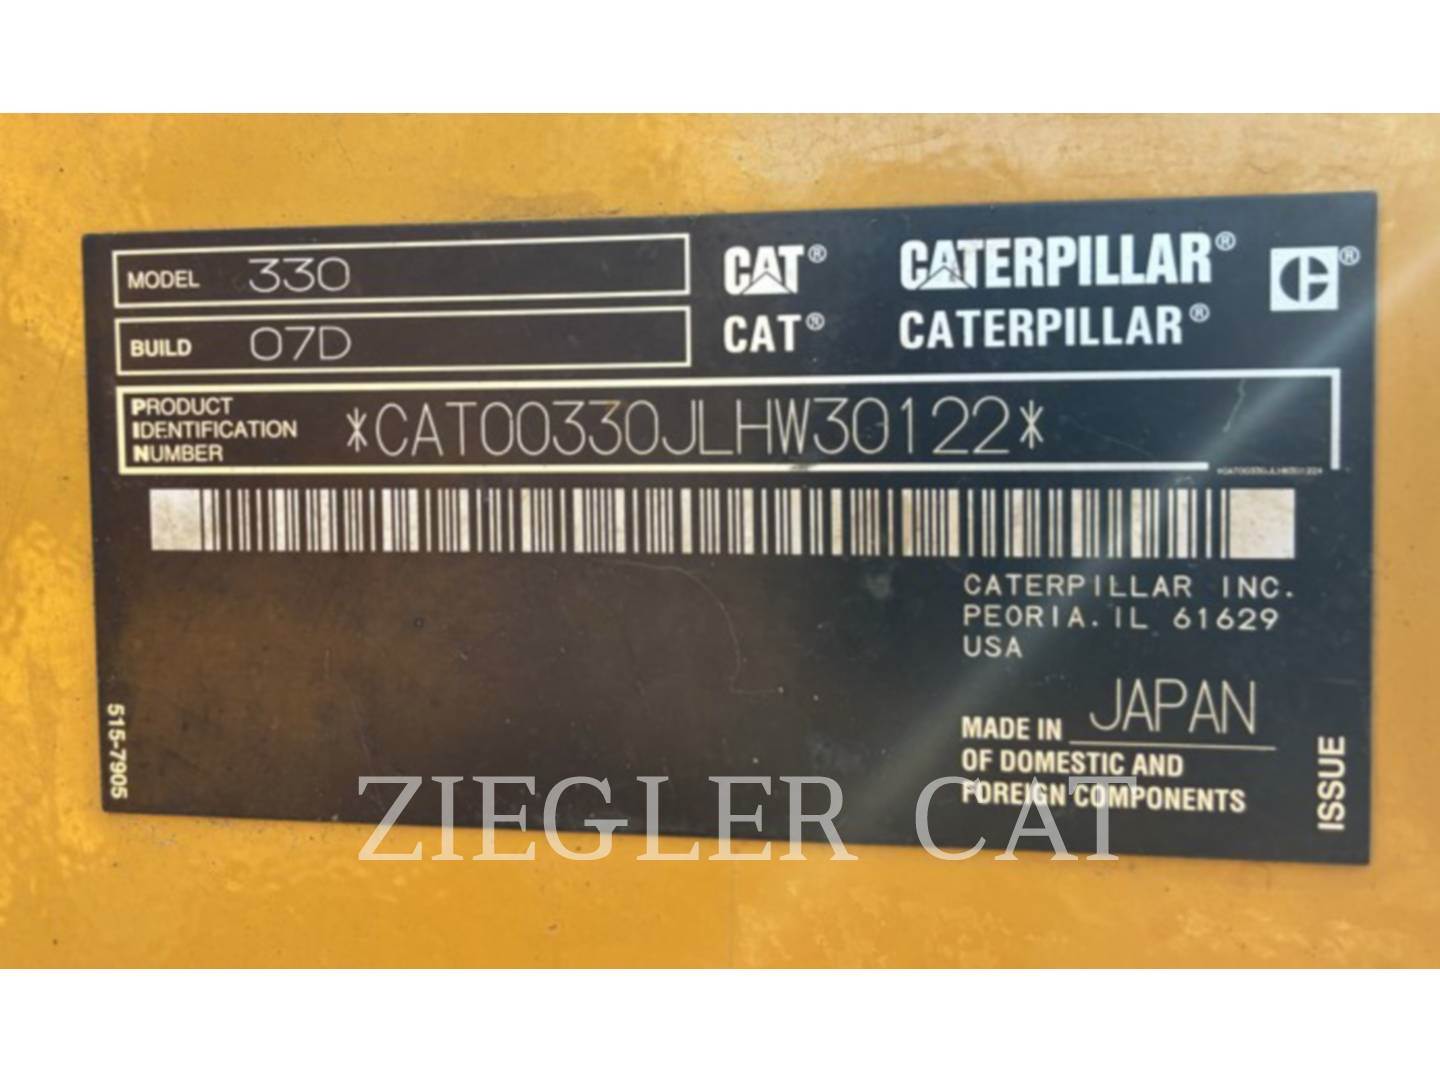 MODEL 330
BUILD 07D
CAT® CATERPILLAR® ®
CAT® CATERPILLAR®
PRODUCT
IDENTIFICATION
NUMBER
*CAT00330JLHW30122*
*CAT00330JLHW30122*
CATERPILLAR INC.
PEORIA. IL 61629
USA
MADE IN JAPAN
OF DOMESTIC AND
FOREIGN COMPONENTS
515-7905
ISSUE
ZIEGLER CAT